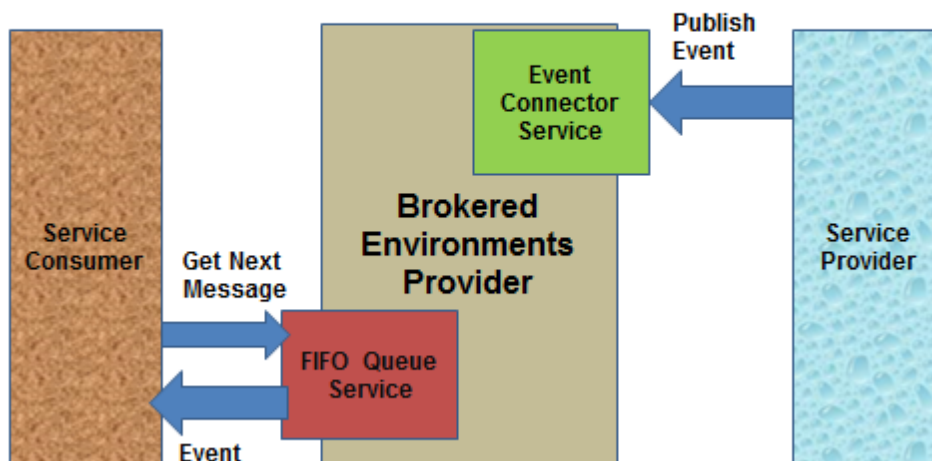 Publish
Event
Event
Connector
Service
Brokered
Environments
Provider
Service
Consumer
Service
Provider
Get Next
Message
FIFO Queue
Service
Event